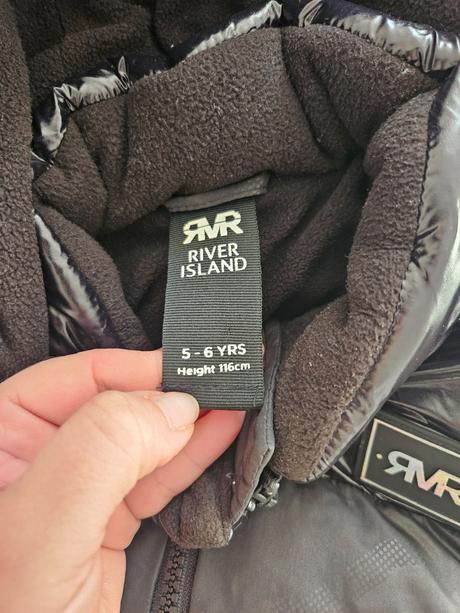 RVR
RIVER
ISLAND
5 - 6 YRS
Height 116cm
RVR